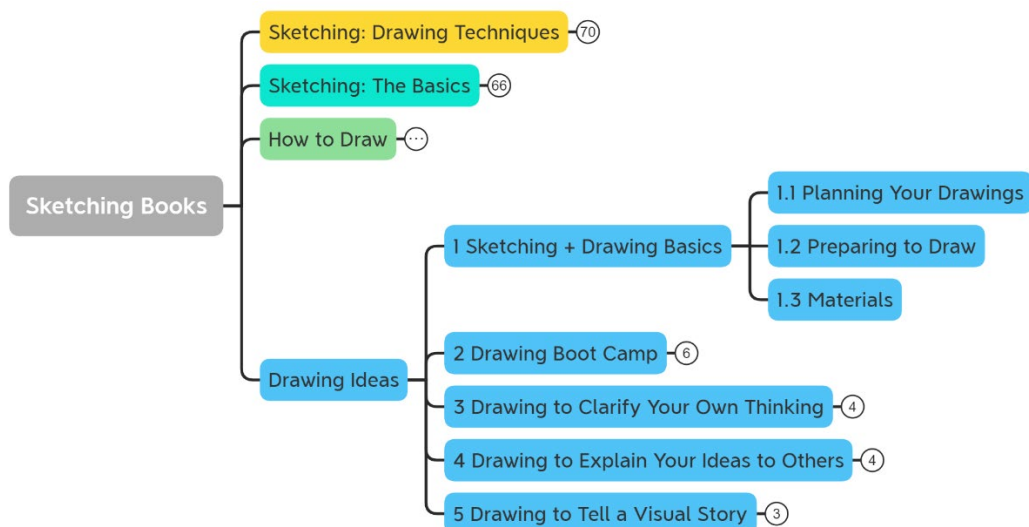 Sketching Books
Sketching: Drawing Techniques 70
Sketching: The Basics 66
How to Draw ...
Drawing Ideas
1 Sketching + Drawing Basics
1.1 Planning Your Drawings
1.2 Preparing to Draw
1.3 Materials
2 Drawing Boot Camp 6
3 Drawing to Clarify Your Own Thinking 4
4 Drawing to Explain Your Ideas to Others 4
5 Drawing to Tell a Visual Story 3